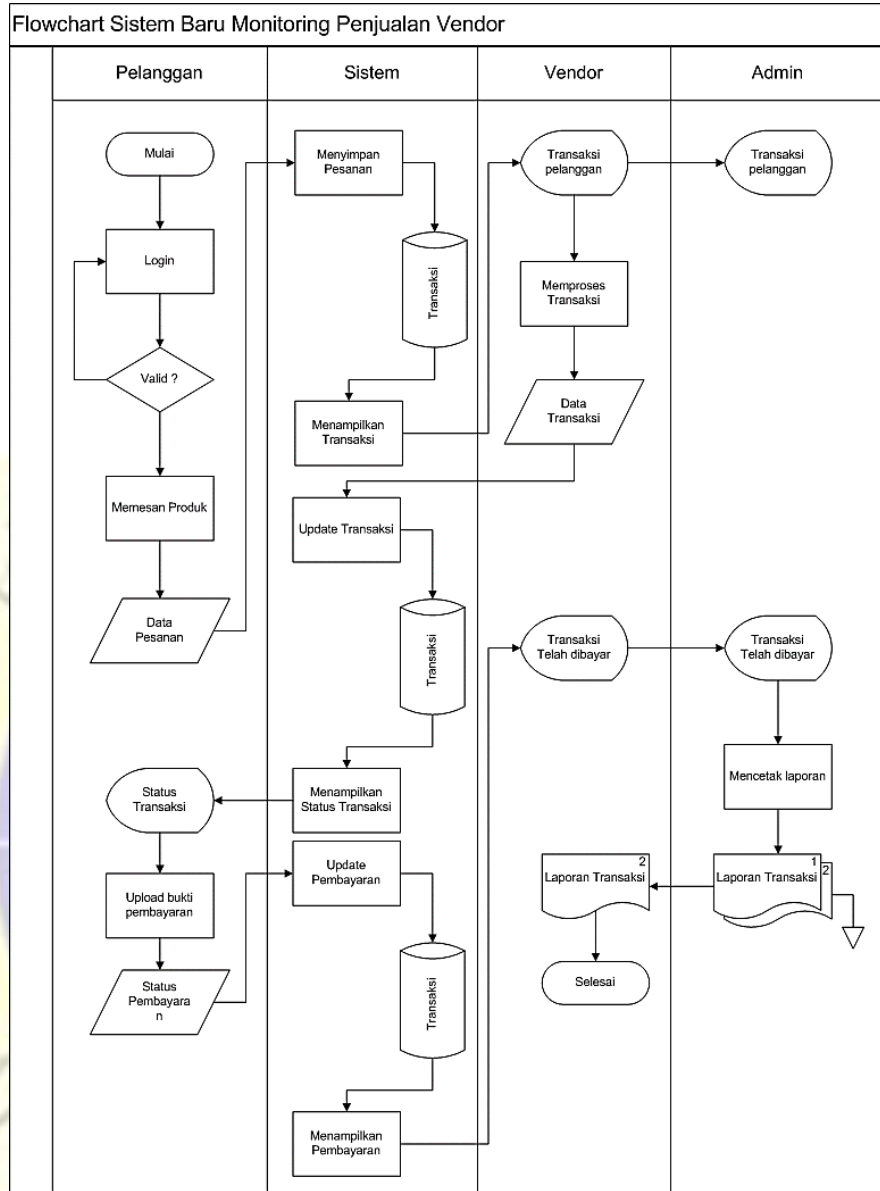 Flowchart Sistem Baru Monitoring Penjualan Vendor
Pelanggan
Sistem
Vendor
Admin
Mulai
Login
Valid ?
Memesan Produk
Data
Pesanan
Status
Transaksi
Upload bukti
pembayaran
Status
Pembayara
n
Menyimpan
Pesanan
Transaksi
Menampilkan
Transaksi
Update Transaksi
Transaksi
Menampilkan
Status Transaksi
Update
Pembayaran
Transaksi
Menampilkan
Pembayaran
Transaksi
pelanggan
Memproses
Transaksi
Data
Transaksi
Transaksi
Telah dibayar
2
Laporan Transaksi
Selesai
Transaksi
pelanggan
Transaksi
Telah dibayar
Mencetak laporan
1
2
Laporan Transaksi